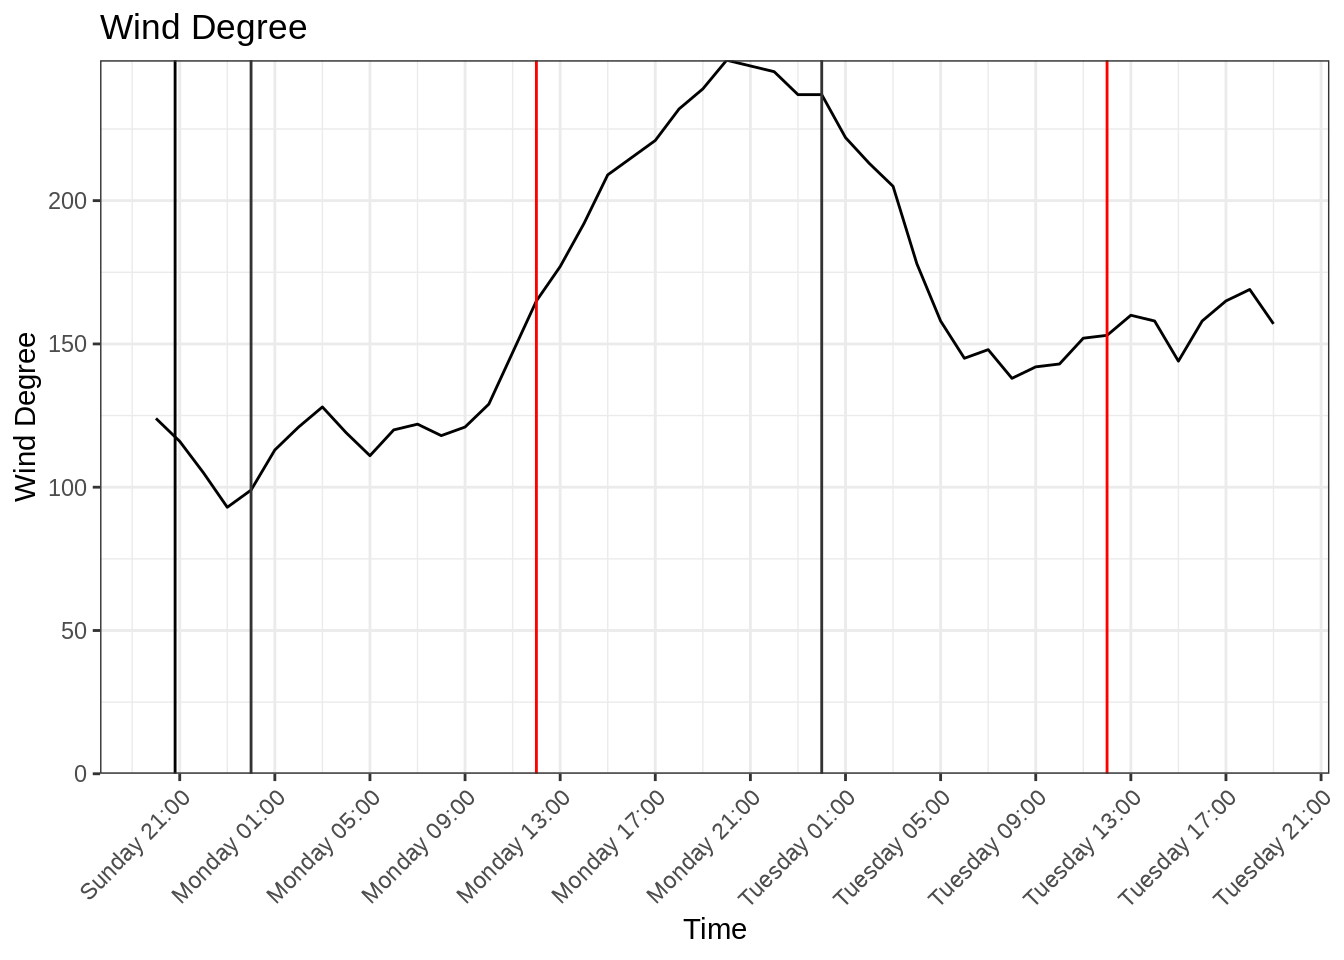 Wind Degree
Wind Degree
200
150
100
50
0
Sunday 21:00
Monday 01:00
Monday 05:00
Monday 09:00
Monday 13:00
Monday 17:00
Monday 21:00
Tuesday 01:00
Tuesday 05:00
Tuesday 09:00
Tuesday 13:00
Tuesday 17:00
Tuesday 21:00
Time